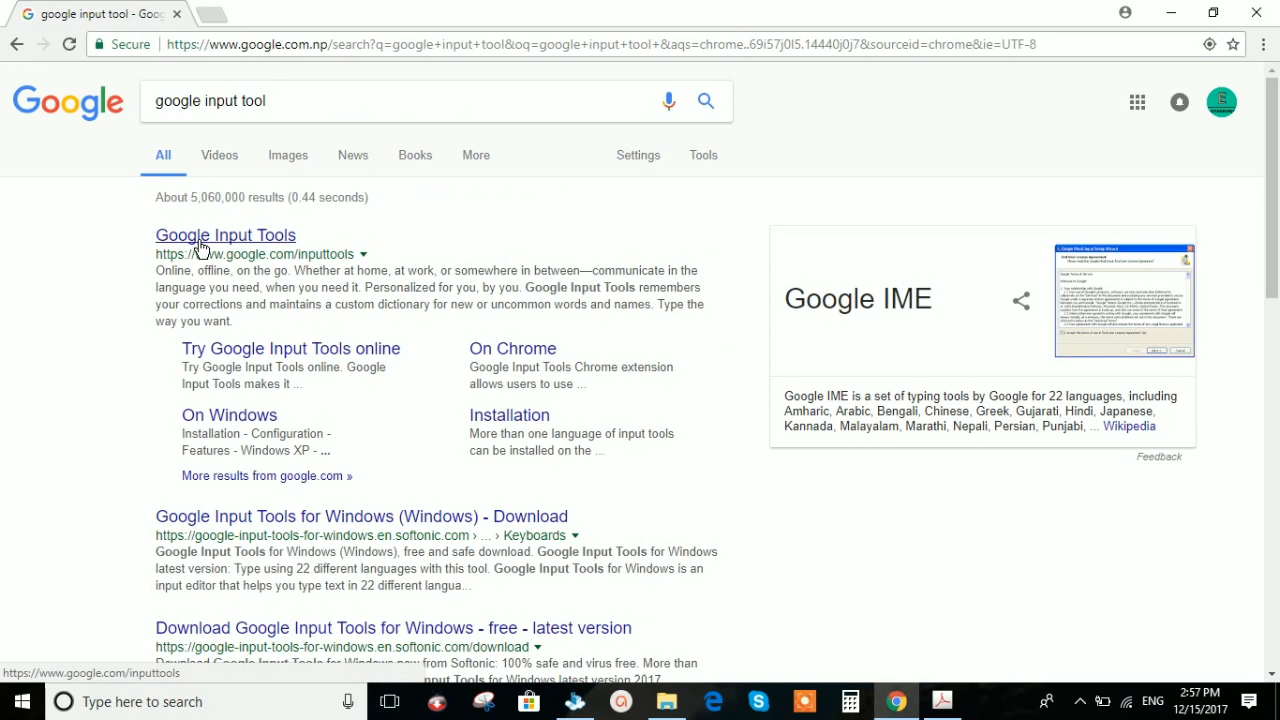 google input tool - Goog
Secure
https://www.google.com.np/search?q=google+input+tool&oq=google+input+tool+&aqs=chrome..69i57j0l5.14440j0j7&sourceid=chrome&ie=UTF-8
Google
google input tool
E
All Videos Images News Books More Settings Tools
About 5,060,000 results (0.44 seconds)
Google Input Tools
https://www.google.com/inputtools
Online, offline, on the go. Whether at home, at work, or somewhere in between—communicate in the
language you need, when you need it. Personalized for you, by you. Google Input Tools remembers
your corrections and maintains a custom dictionary for new or uncommon words and names. Type the
way you want.
Try Google Input Tools online
Try Google Input Tools online. Google
Input Tools makes it ...
On Chrome
Google Input Tools Chrome extension
allows users to use ...
On Windows
Installation - Configuration -
Features - Windows XP - ...
Installation
More than one language of input tools
can be installed on the ...
More results from google.com »
Google Input Tools for Windows (Windows) - Download
https://google-input-tools-for-windows.en.softonic.com › ... › Keyboards
Google Input Tools for Windows (Windows), free and safe download. Google Input Tools for Windows
latest version: Type using 22 different languages with this tool. Google Input Tools for Windows is an
input editor that helps you type text in 22 different langua...
Download Google Input Tools for Windows - free - latest version
https://google-input-tools-for-windows.en.softonic.com/download
Download Google Input Tools for Windows now from Softonic: 100% safe and virus free. More than
nput Tools for Windows latest version 2017
Google IME
Google IME is a set of typing tools by Google for 22 languages, including
Amharic, Arabic, Bengali, Chinese, Greek, Gujarati, Hindi, Japanese,
Kannada, Malayalam, Marathi, Nepali, Persian, Punjabi, ... Wikipedia
Feedback
https://www.google.com/inputtools
Type here to search
ENG
2:57 PM
12/15/2017